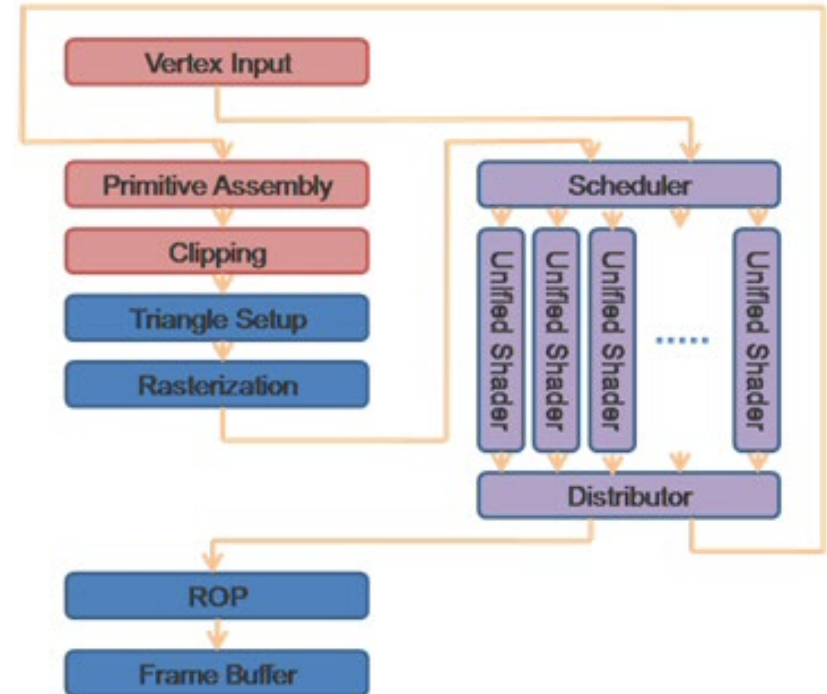 Vertex Input
Primitive Assembly
Clipping
Triangle Setup
Rasterization
Scheduler
Unified Shader
Unified Shader
Unified Shader
Unified Shader
Distributor
ROP
Frame Buffer